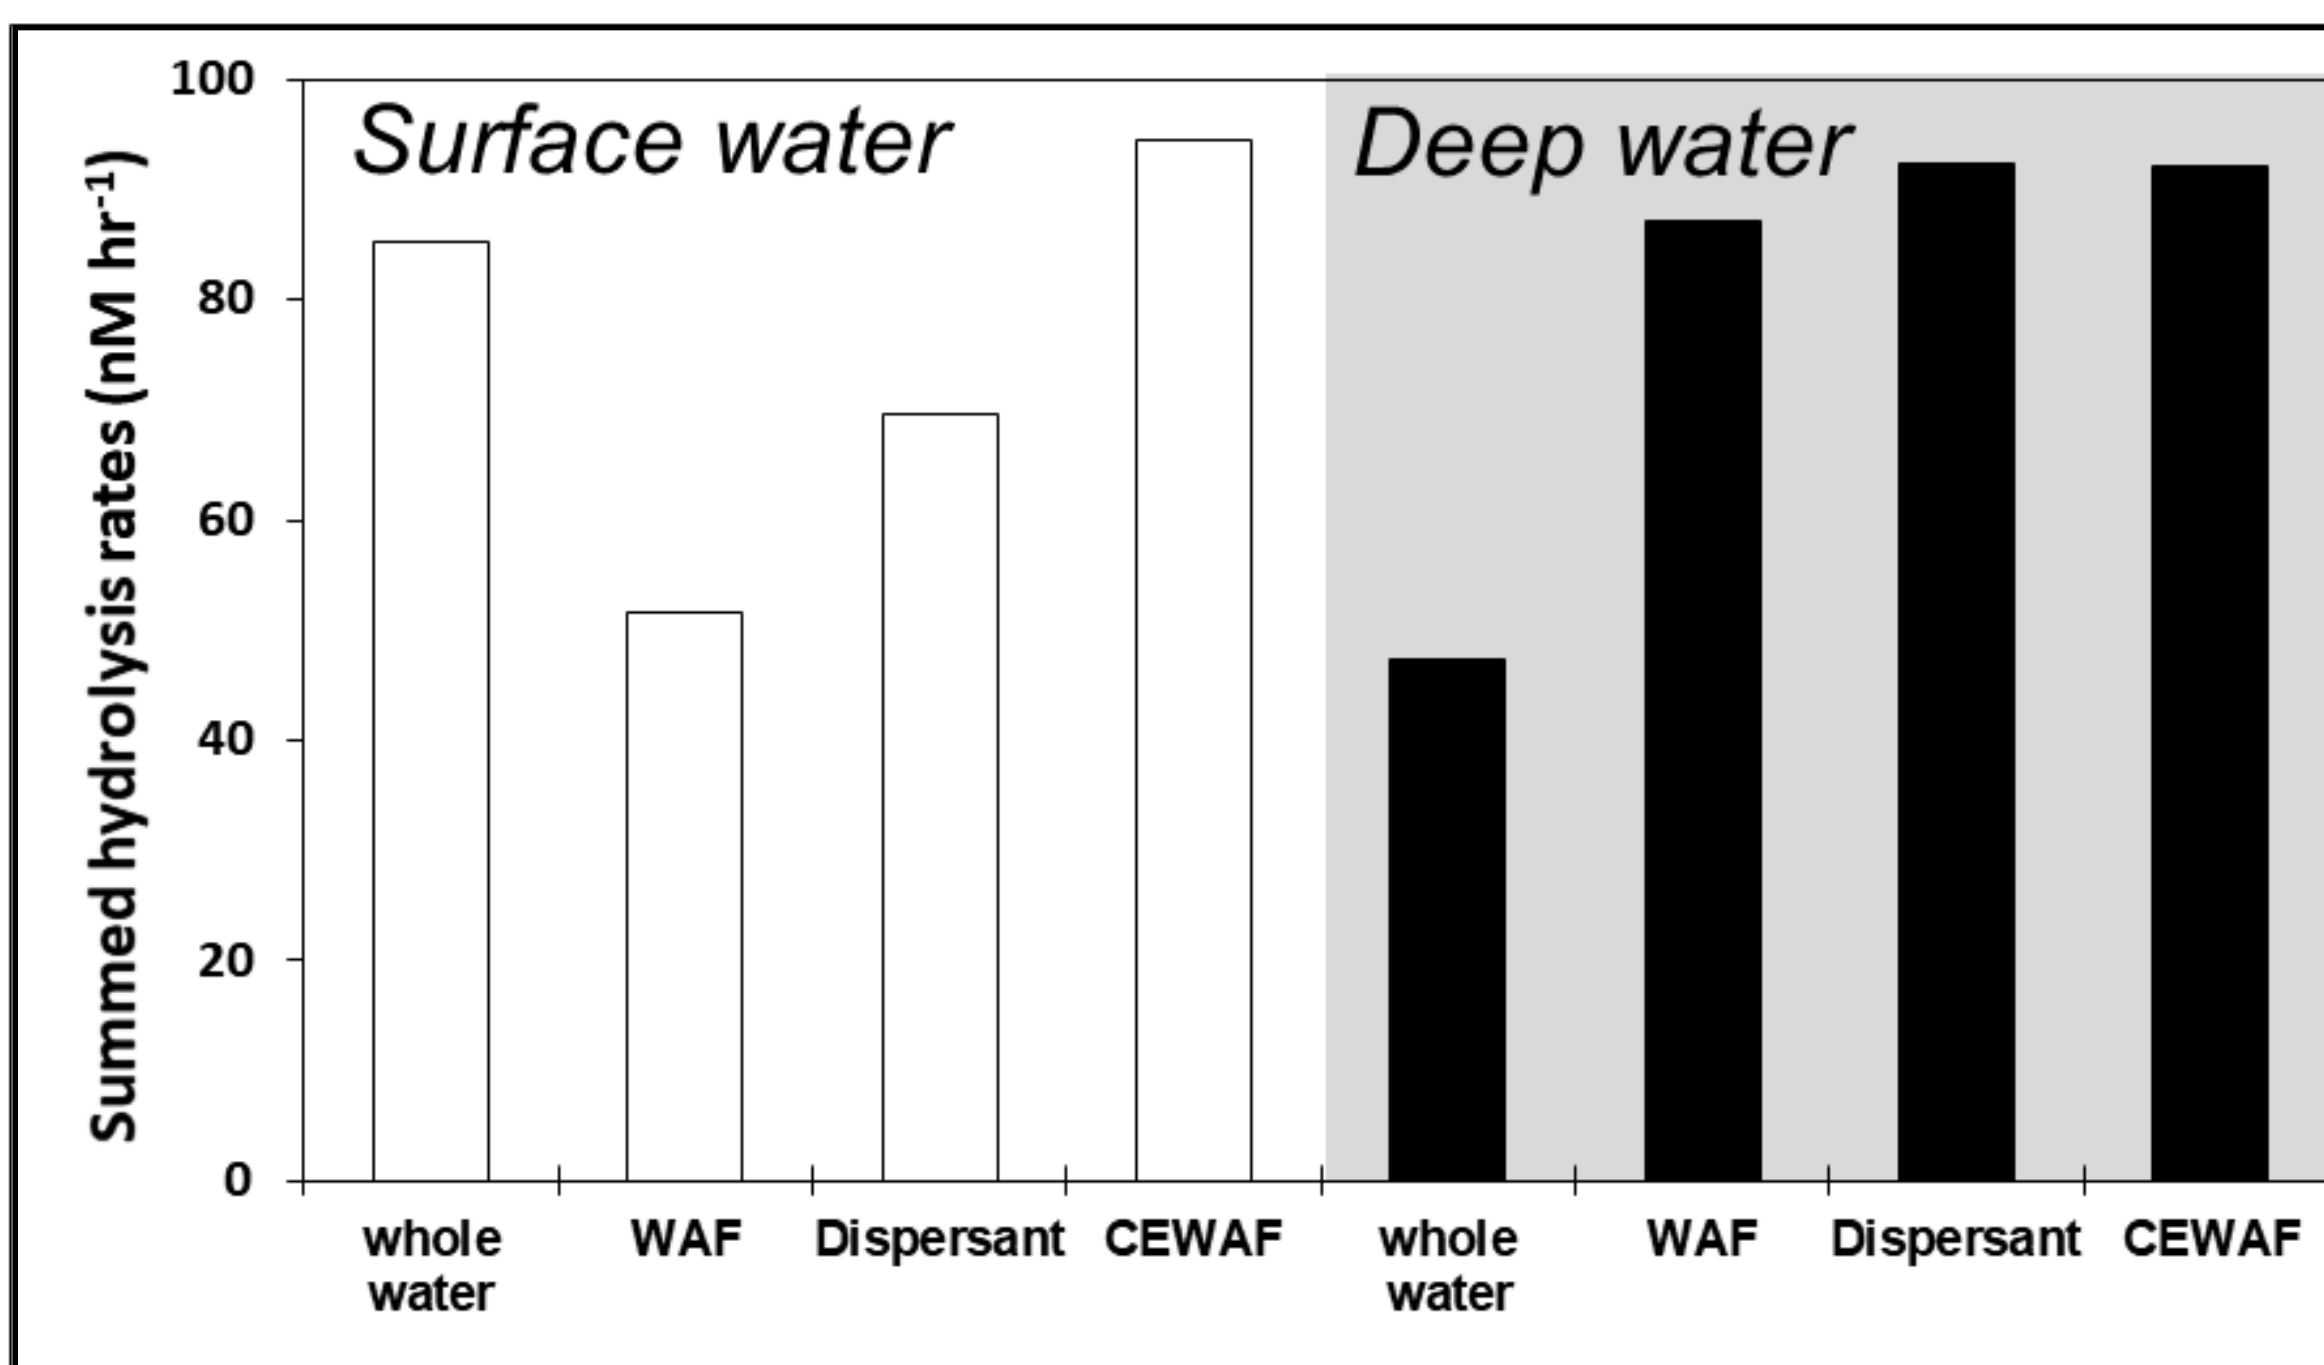 Summed hydrolysis rates (nM hr⁻¹)
100
80
60
40
20
0
Surface water
Deep water
whole water
WAF
Dispersant
CEWAF
whole water
WAF
Dispersant
CEWAF